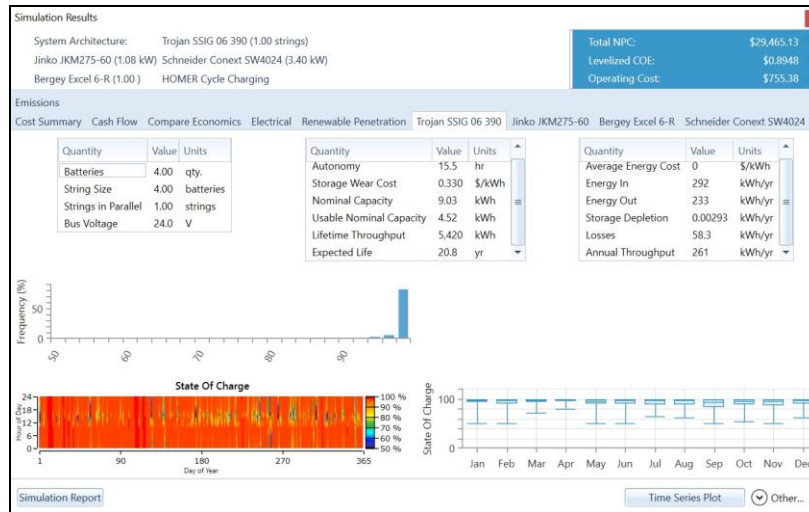 Simulation Results
System Architecture: Trojan SSIG 06 390 (1.00 strings)
Jinko JKM275-60 (1.08 kW) Schneider Conext SW4024 (3.40 kW)
Bergey Excel 6-R (1.00 ) HOMER Cycle Charging
Total NPC: $29,465.13
Levelized COE: $0.8948
Operating Cost: $755.38
Emissions
Cost Summary Cash Flow Compare Economics Electrical Renewable Penetration Trojan SSIG 06 390 Jinko JKM275-60 Bergey Excel 6-R Schneider Conext SW4024
Quantity Value Units
Batteries 4.00 qty.
String Size 4.00 batteries
Strings in Parallel 1.00 strings
Bus Voltage 24.0 V
Quantity Value Units
Autonomy 15.5 hr
Storage Wear Cost 0.330 $/kWh
Nominal Capacity 9.03 kWh
Usable Nominal Capacity 4.52 kWh
Lifetime Throughput 5,420 kWh
Expected Life 20.8 yr
Quantity Value Units
Average Energy Cost 0 $/kWh
Energy In 292 kWh/yr
Energy Out 233 kWh/yr
Storage Depletion 0.00293 kWh/yr
Losses 58.3 kWh/yr
Annual Throughput 261 kWh/yr
Frequency (%)
50
0
50 60 70 80 90
State Of Charge
Hour of Day
24
18
12
6
0
1 90 180 270 365
Day of Year
100 %
90 %
80 %
70 %
60 %
50 %
State Of Charge
100
0
Jan Feb Mar Apr May Jun Jul Aug Sep Oct Nov Dec
Simulation Report
Time Series Plot
Other...